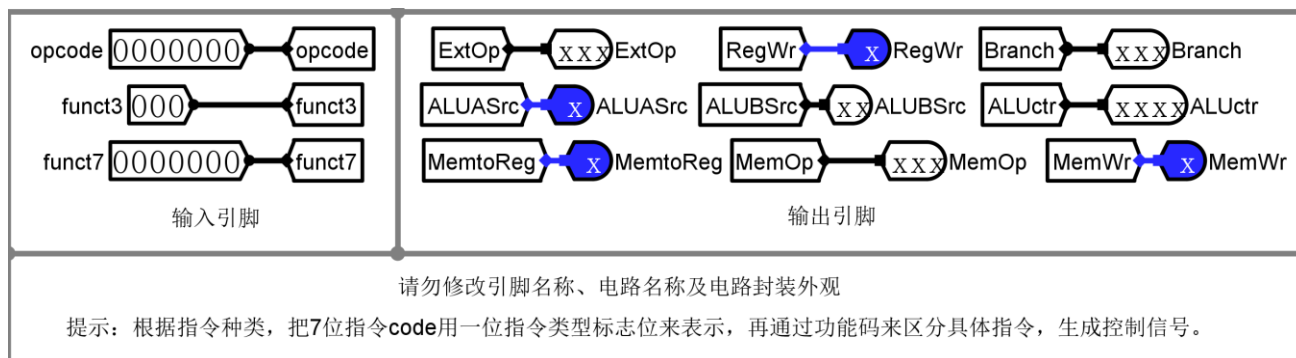 opcode 0000000 opcode ExtOp xxx ExtOp RegWr x RegWr Branch xxx Branch
funct3 000 funct3 ALUASrc x ALUASrc ALUBSrc xx ALUBSrc ALUctr xxxx ALUctr
funct7 0000000 funct7 MemtoReg x MemtoReg MemOp xxx MemOp MemWr x MemWr
输入引脚 输出引脚
请勿修改引脚名称、电路名称及电路封装外观
提示：根据指令种类，把7位指令code用一位指令类型标志位来表示，再通过功能码来区分具体指令，生成控制信号。